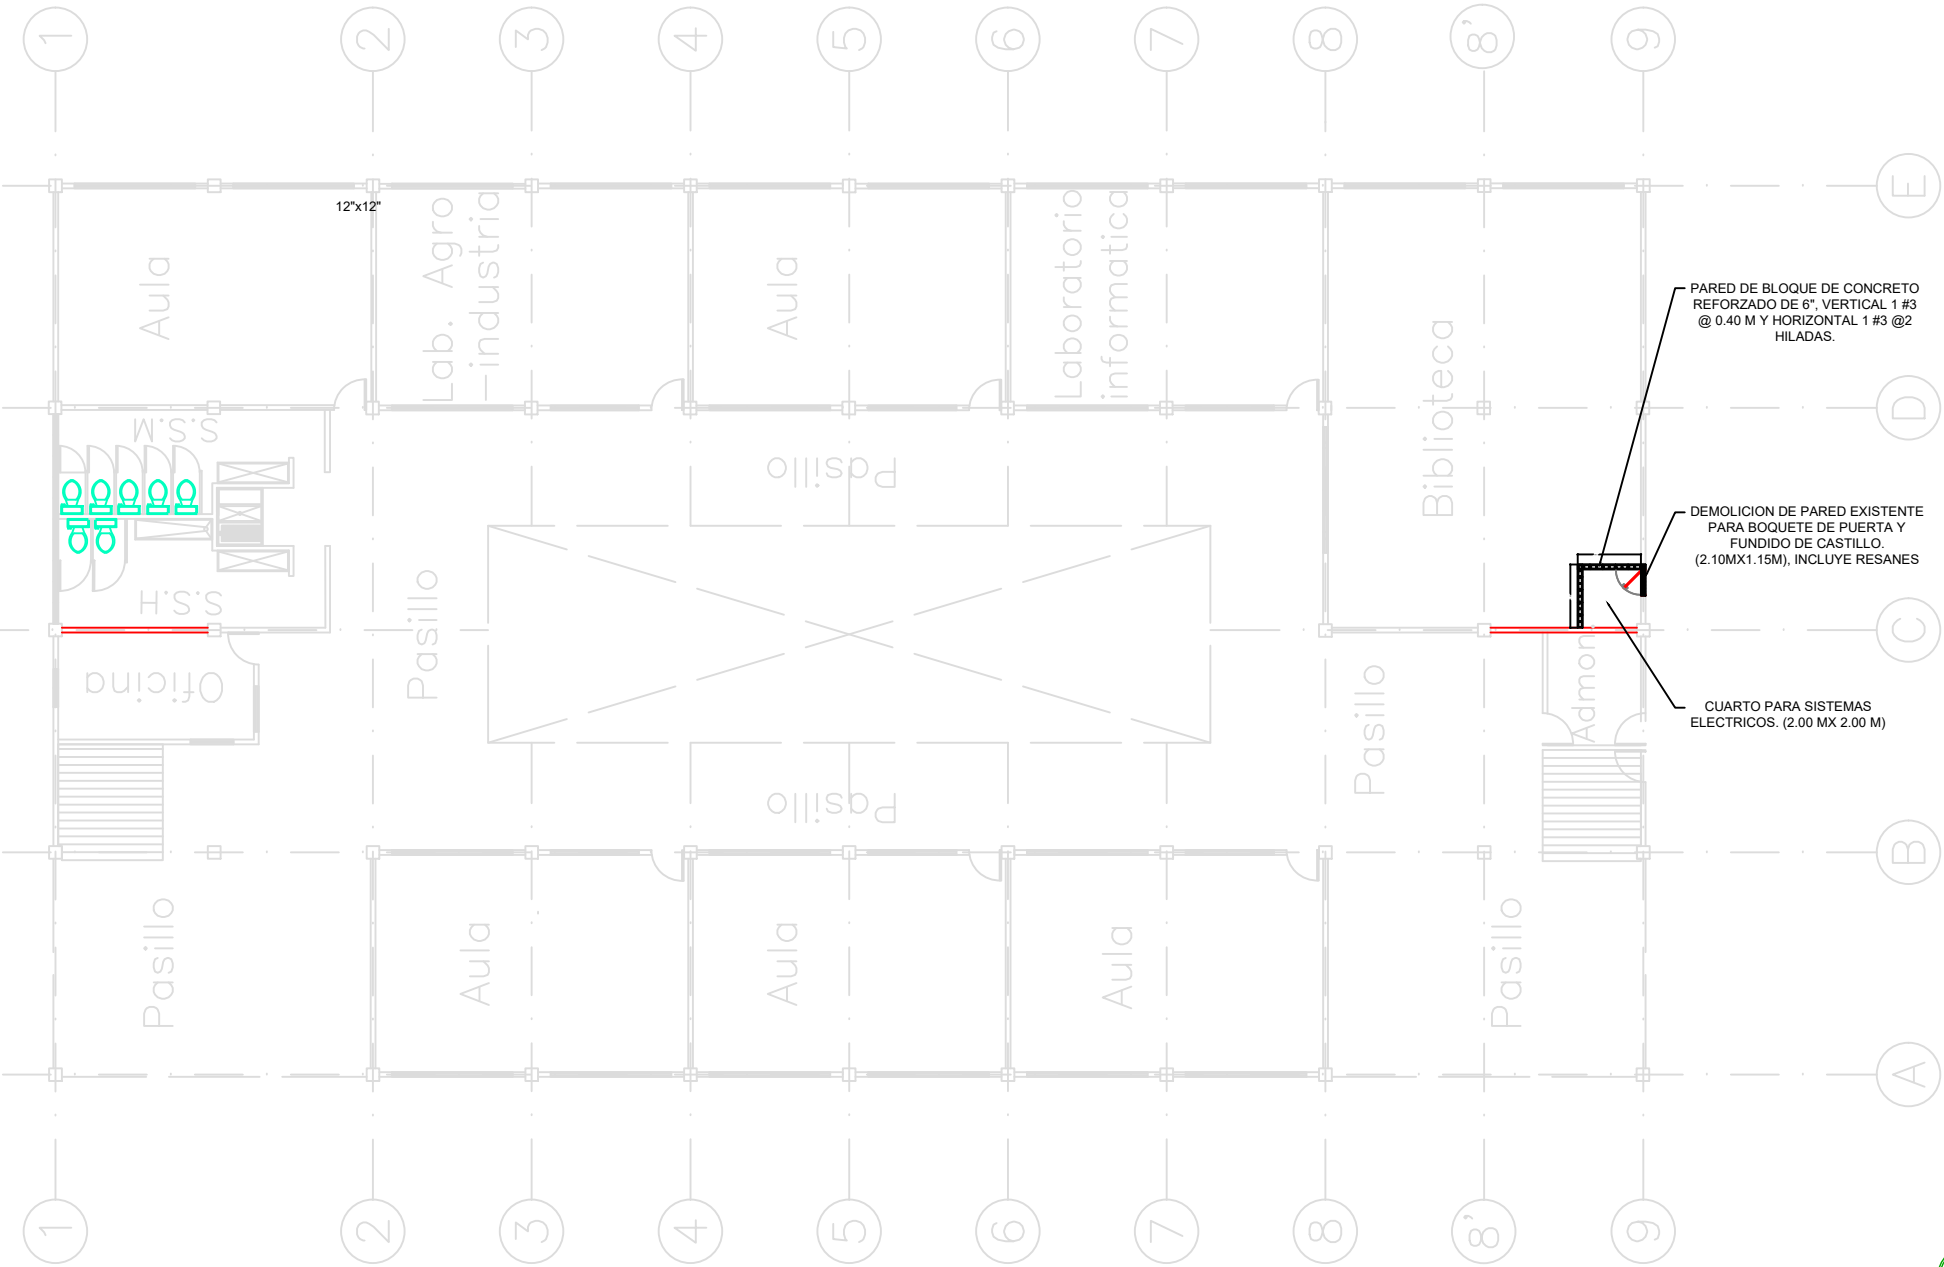 1
2
3
4
5
6
7
8
8'
9
E
12"x12"
Aula
Lab. Agro
-industria
Aula
Laboratorio
informatica
Biblioteca
PARED DE BLOQUE DE CONCRETO
REFORZADO DE 6", VERTICAL 1 #3
@ 0.40 M Y HORIZONTAL 1 #3 @2
HILADAS.
D
S.S.M
Pasillo
DEMOLICION DE PARED EXISTENTE
PARA BOQUETE DE PUERTA Y
FUNDIDO DE CASTILLO.
(2.10MX1.15M), INCLUYE RESANES
S.S.H
Pasillo
C
Oficina
Pasillo
Admon
CUARTO PARA SISTEMAS
ELECTRICOS. (2.00 MX 2.00 M)
Pasillo
B
Pasillo
Aula
Aula
Aula
Pasillo
A
1
2
3
4
5
6
7
8
8'
9